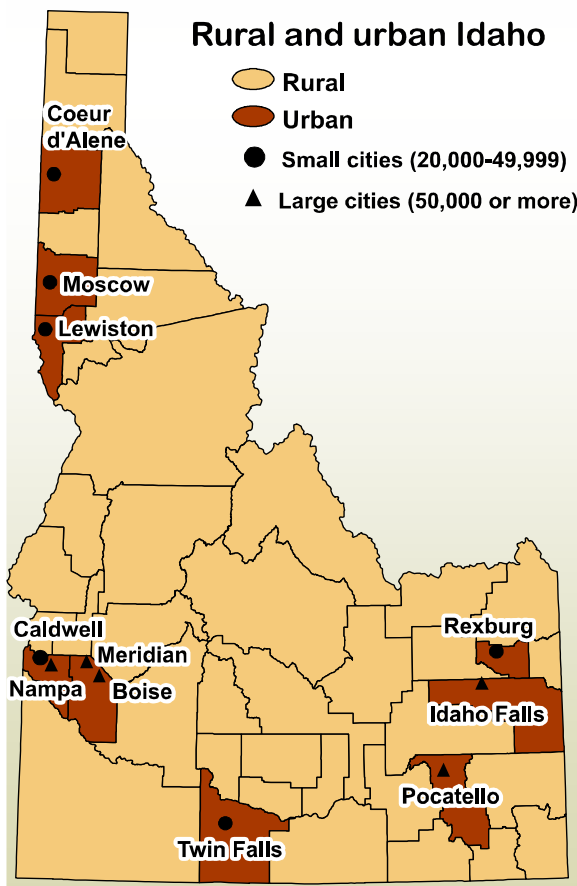 Rural and urban Idaho
Rural
Urban
Small cities (20,000-49,999)
Large cities (50,000 or more)
Coeur
d'Alene
Moscow
Lewiston
Caldwell
Meridian
Nampa
Boise
Rexburg
Idaho Falls
Pocatello
Twin Falls